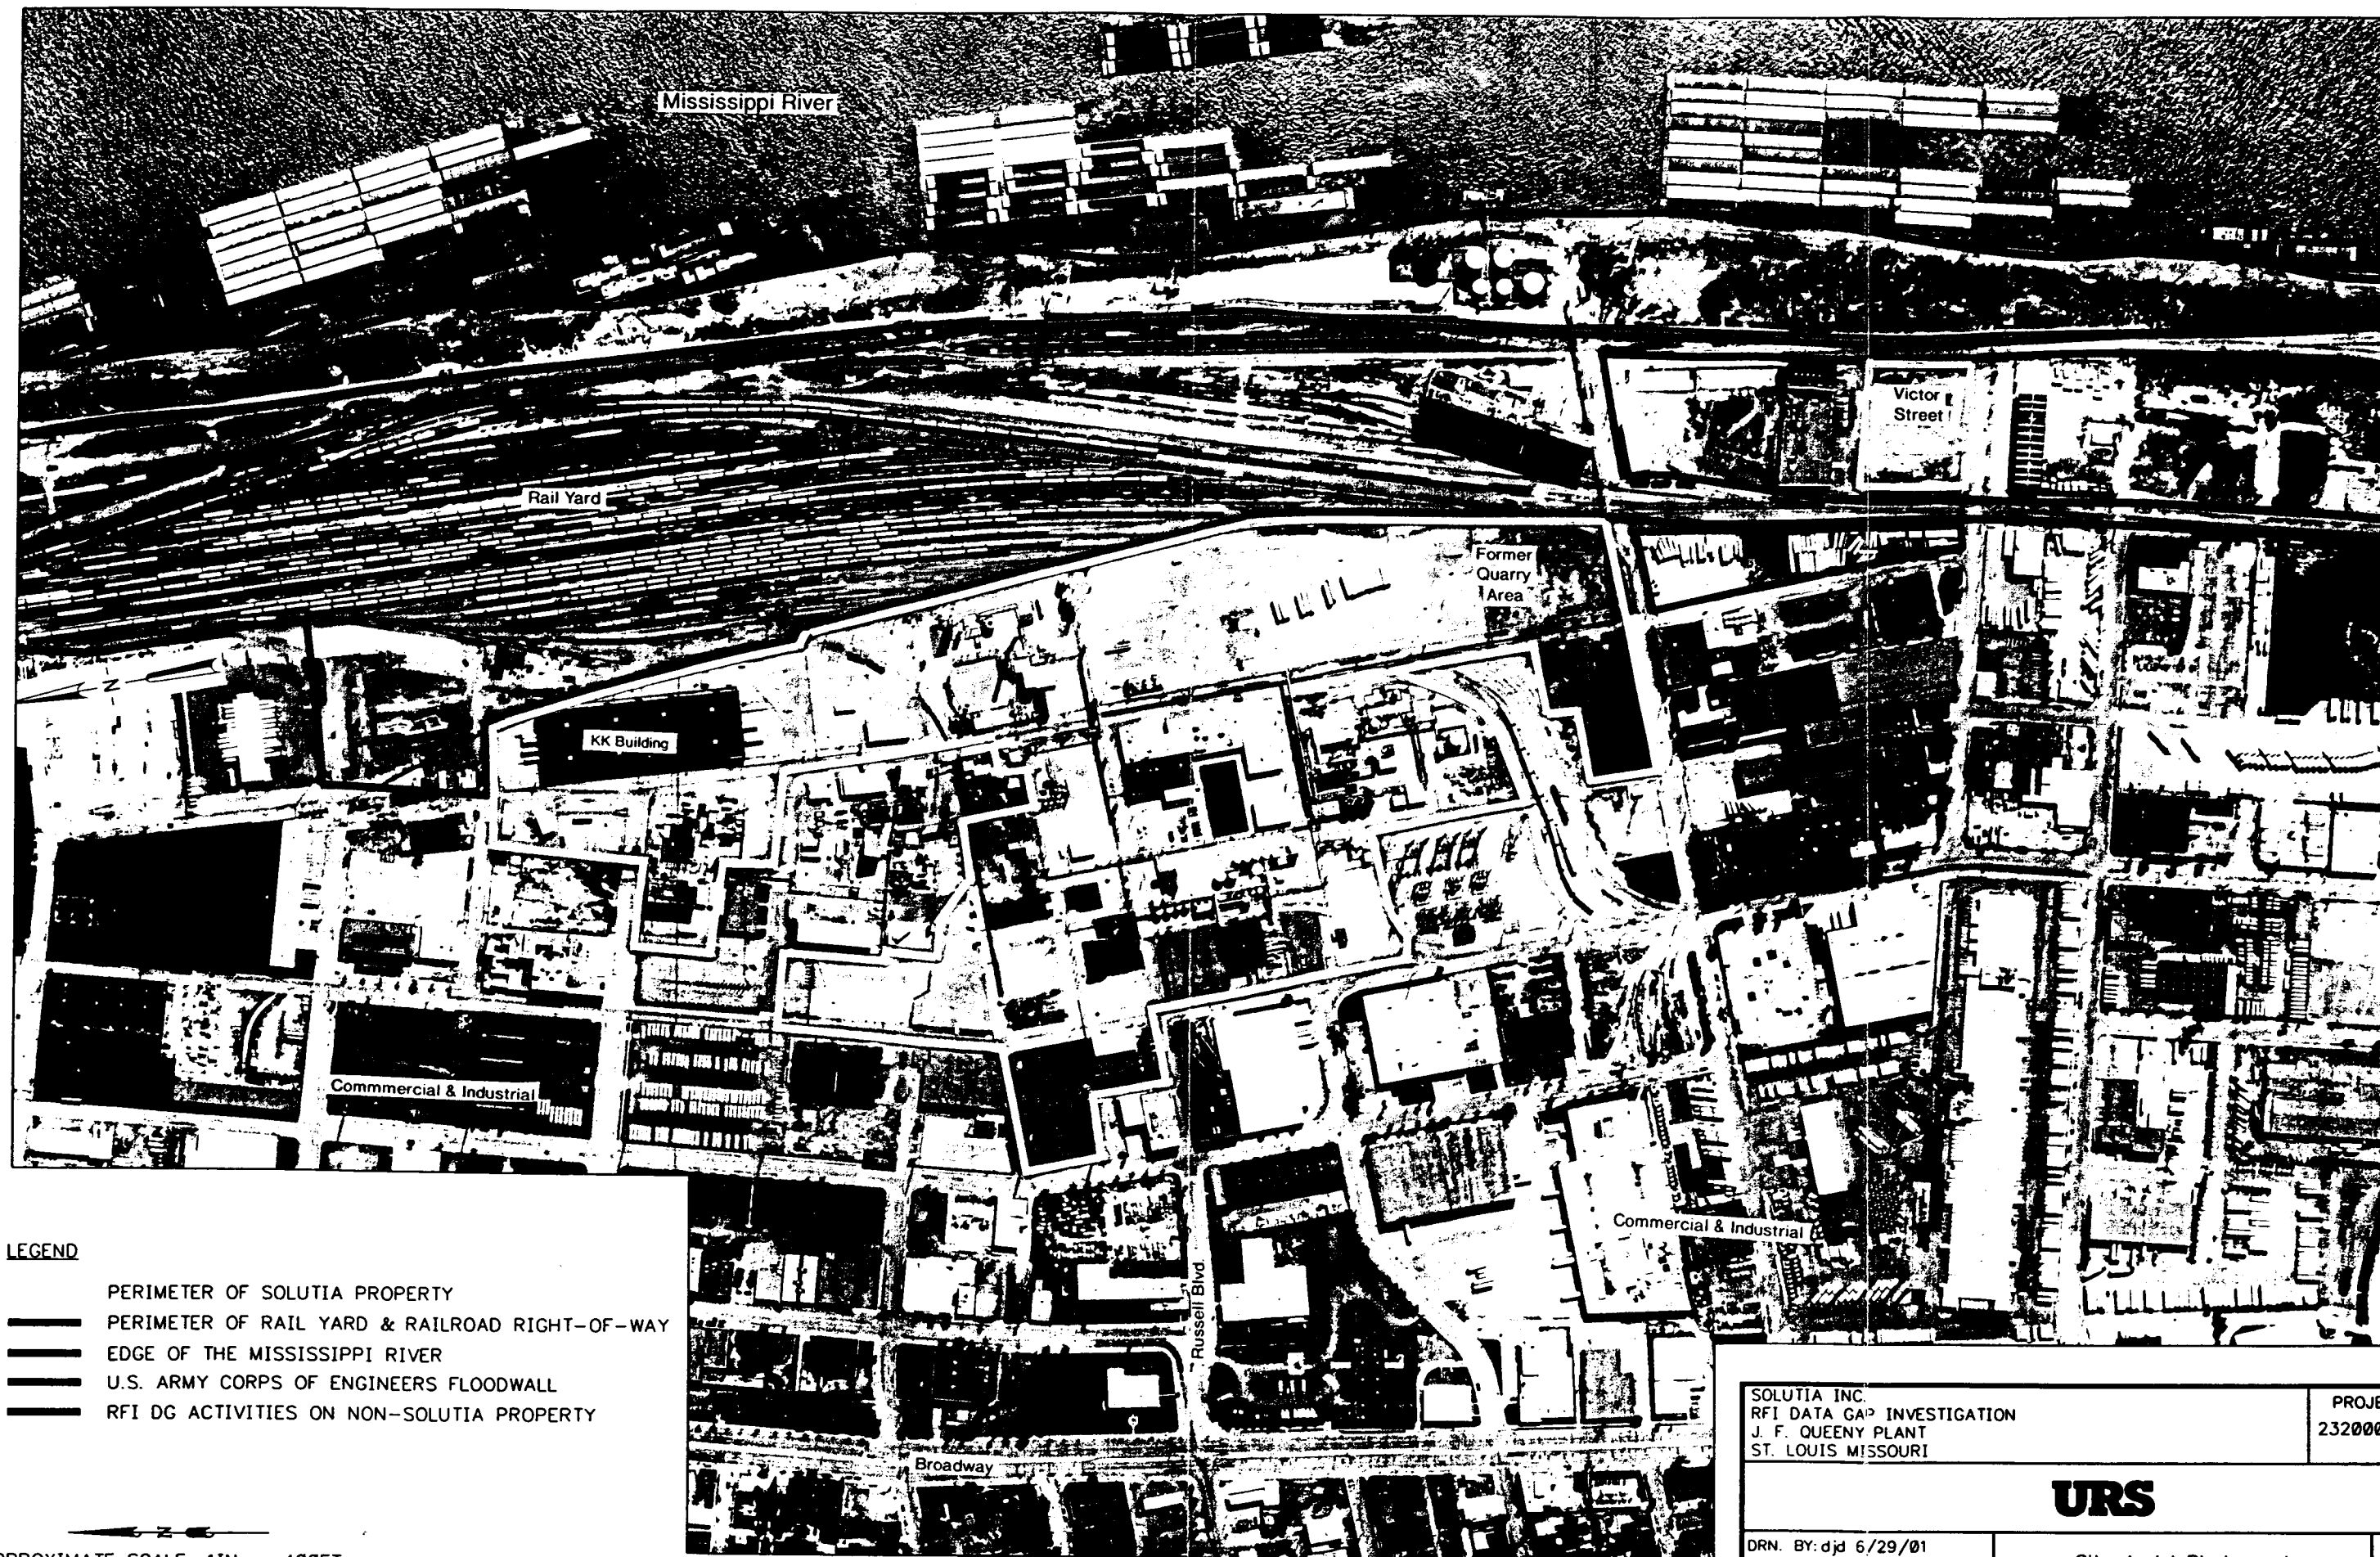 Mississippi River
Victor
Street
Rail Yard
Former
Quarry
Area
N
KK Building
Commmercial & Industrial
Commercial & Industrial
Russell Blvd.
Broadway
LEGEND
PERIMETER OF SOLUTIA PROPERTY
PERIMETER OF RAIL YARD & RAILROAD RIGHT-OF-WAY
EDGE OF THE MISSISSIPPI RIVER
U.S. ARMY CORPS OF ENGINEERS FLOODWALL
RFI DG ACTIVITIES ON NON-SOLUTIA PROPERTY
N
SOLUTIA INC.
RFI DATA GAP INVESTIGATION
J. F. QUEENY PLANT
ST. LOUIS MISSOURI
URS
DRN. BY: djd 6/29/01